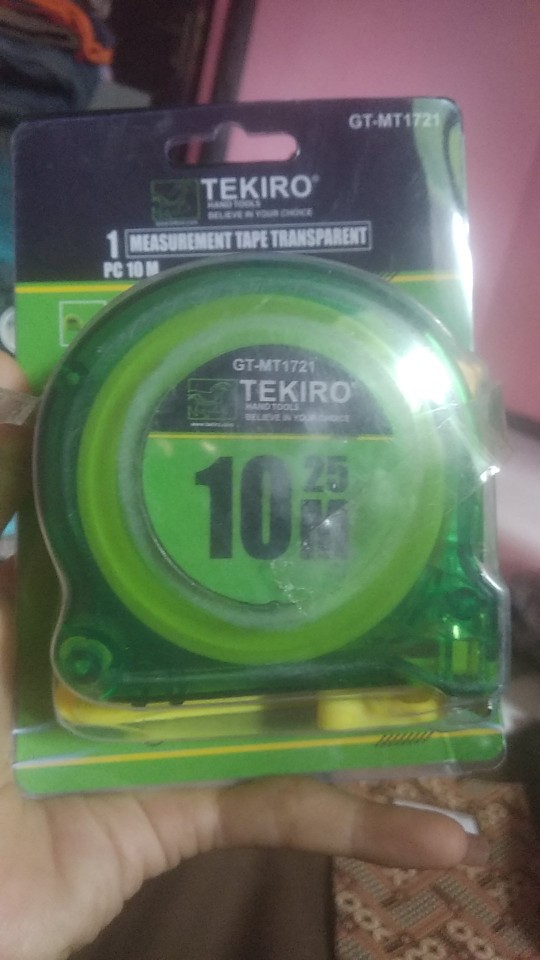 GT-MT1721
TEKIRO®
HAND TOOLS
BELIEVE IN YOUR CHOICE
1 MEASUREMENT TAPE TRANSPARENT
PC 10 M
GT-MT1721
TEKIRO®
HAND TOOLS
BELIEVE IN YOUR CHOICE
10 25
M